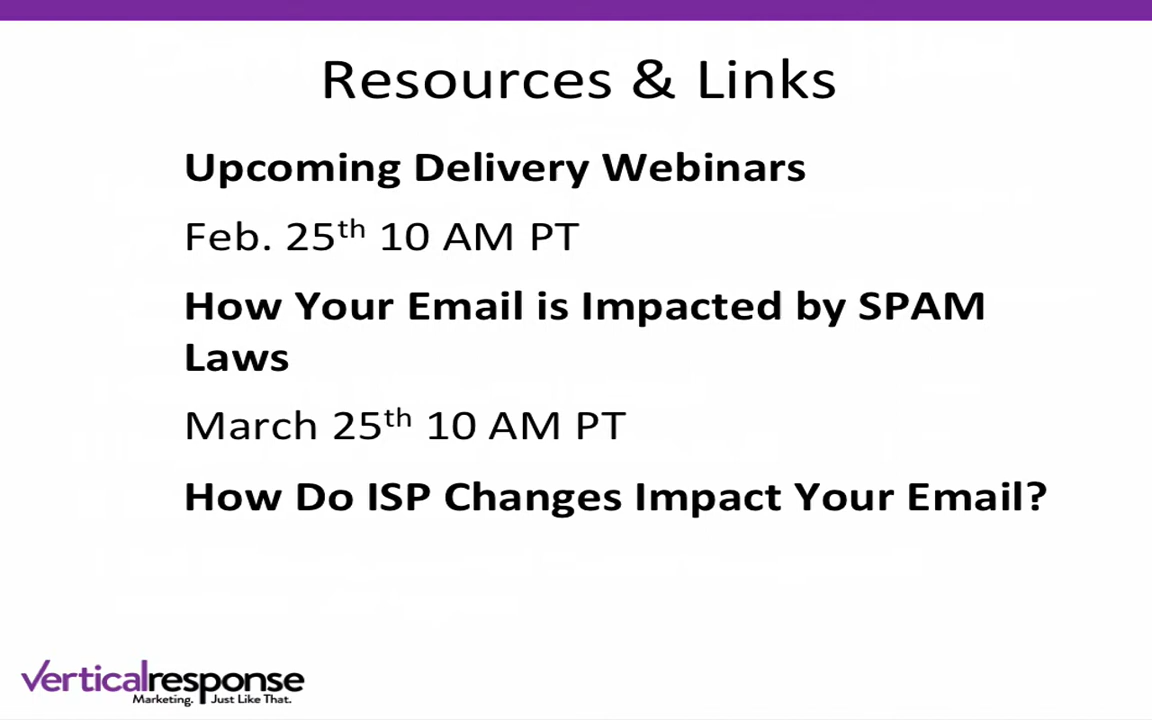 Resources & Links
Upcoming Delivery Webinars
Feb. 25th 10 AM PT
How Your Email is Impacted by SPAM
Laws
March 25th 10 AM PT
How Do ISP Changes Impact Your Email?
verticalresponse
Marketing. Just Like That.